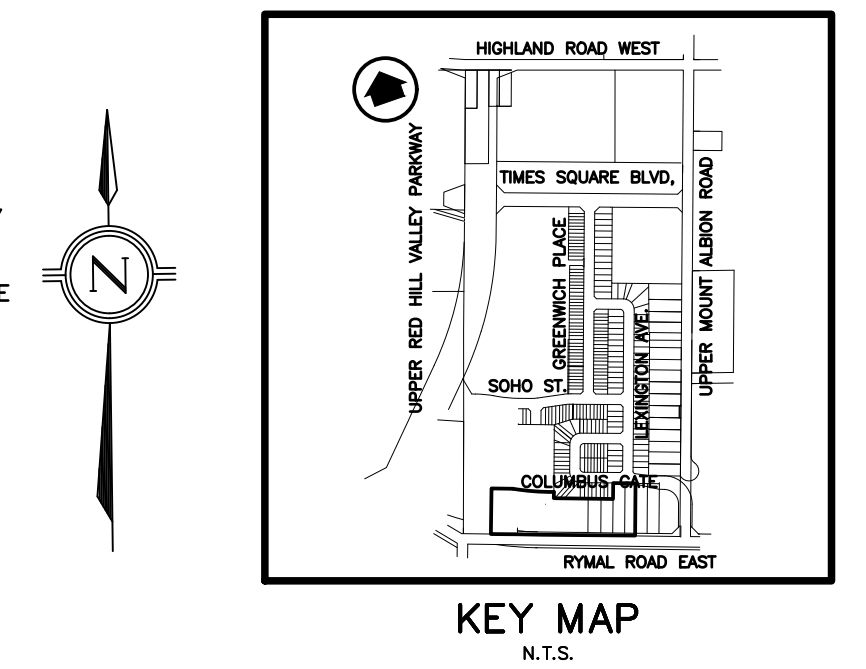 HIGHLAND ROAD WEST
UPPER RED HILL VALLEY PARKWAY
TIMES SQUARE BLVD,
GREENWICH PLACE
UPPER MOUNT ALBION ROAD
N
E
LEXINGTON AVE.
SOHO ST.
COLUMBUS GATE
RYMAL ROAD EAST
KEY MAP
N.T.S.